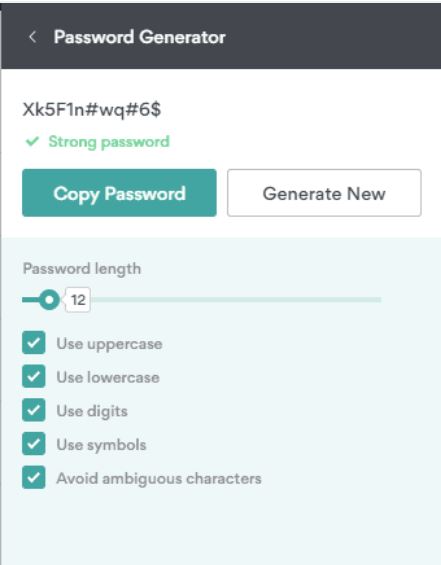 Password Generator
Xk5F1n#wq#6$
Strong password
Copy Password Generate New
Password length
12
Use uppercase
Use lowercase
Use digits
Use symbols
Avoid ambiguous characters